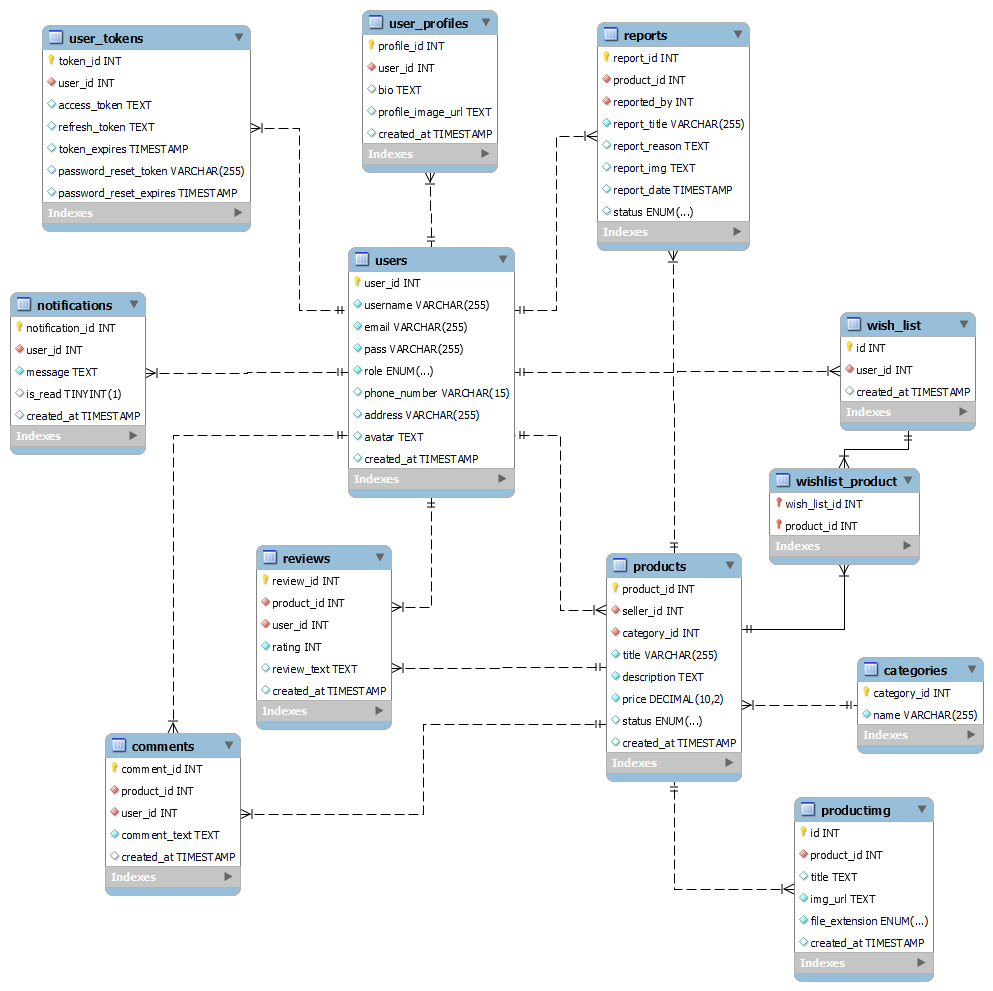 user_tokens
token_id INT
user_id INT
access_token TEXT
refresh_token TEXT
token_expires TIMESTAMP
password_reset_token VARCHAR(255)
password_reset_expires TIMESTAMP
Indexes
user_profiles
profile_id INT
user_id INT
bio TEXT
profile_image_url TEXT
created_at TIMESTAMP
Indexes
reports
report_id INT
product_id INT
reported_by INT
report_title VARCHAR(255)
report_reason TEXT
report_img TEXT
report_date TIMESTAMP
status ENUM(...)
Indexes
users
user_id INT
username VARCHAR(255)
email VARCHAR(255)
pass VARCHAR(255)
role ENUM(...)
phone_number VARCHAR(15)
address VARCHAR(255)
avatar TEXT
created_at TIMESTAMP
Indexes
notifications
notification_id INT
user_id INT
message TEXT
is_read TINYINT(1)
created_at TIMESTAMP
Indexes
wish_list
id INT
user_id INT
created_at TIMESTAMP
Indexes
wishlist_product
wish_list_id INT
product_id INT
Indexes
reviews
review_id INT
product_id INT
user_id INT
rating INT
review_text TEXT
created_at TIMESTAMP
Indexes
products
product_id INT
seller_id INT
category_id INT
title VARCHAR(255)
description TEXT
price DECIMAL(10,2)
status ENUM(...)
created_at TIMESTAMP
Indexes
categories
category_id INT
name VARCHAR(255)
Indexes
comments
comment_id INT
product_id INT
user_id INT
comment_text TEXT
created_at TIMESTAMP
Indexes
productimg
id INT
product_id INT
title TEXT
img_url TEXT
file_extension ENUM(...)
created_at TIMESTAMP
Indexes